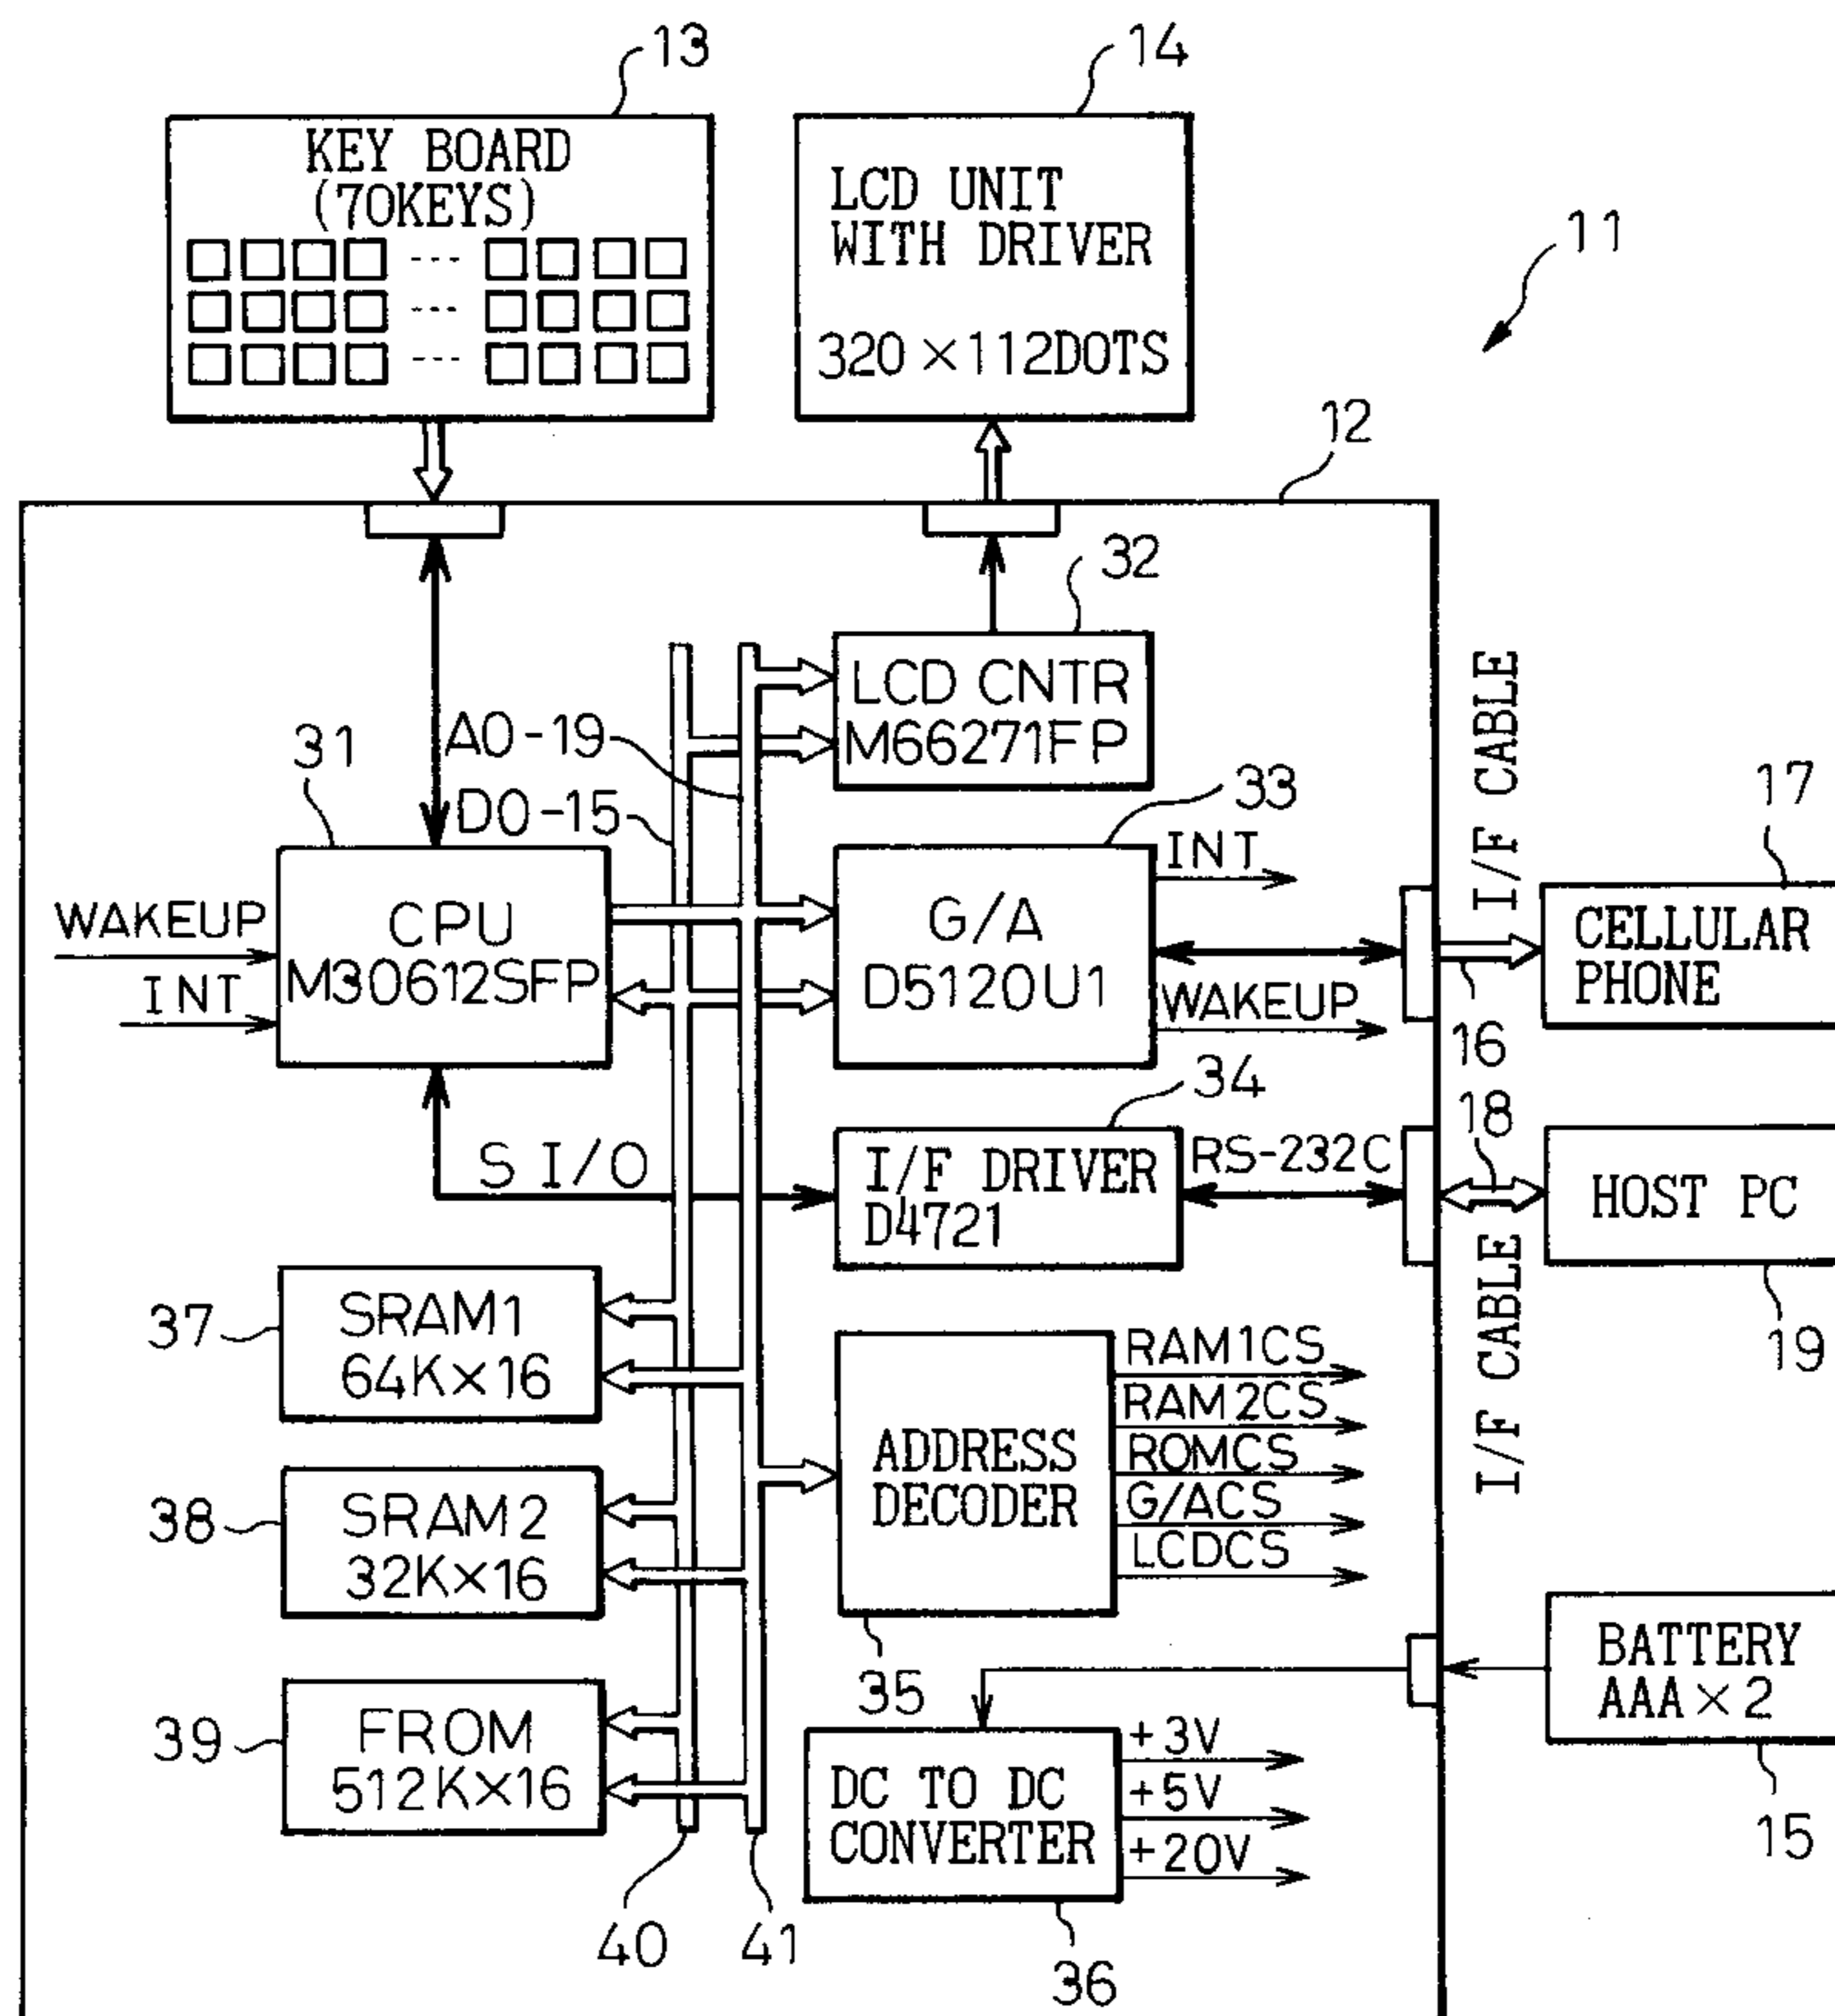 13
14
KEY BOARD
(70KEYS)
LCD UNIT
WITH DRIVER
320×112DOTS
11
12
32
LCD CNTR
M66271FP
I/F CABLE
A0-19
D0-15
31
33
17
INT
WAKEUP
INT
CPU
M30612SFP
G/A
D5120U1
CELLULAR
PHONE
WAKEUP
16
34
18
S I/O
I/F DRIVER
D4721
RS-232C
HOST PC
I/F CABLE
19
37
SRAM1
64K×16
RAM1CS
RAM2CS
ADDRESS
DECODER
ROMCS
G/ACS
LCDCS
38
SRAM2
32K×16
35
BATTERY
AAA×2
15
39
FROM
512K×16
DC TO DC
CONVERTER
+3V
+5V
+20V
40
41
36